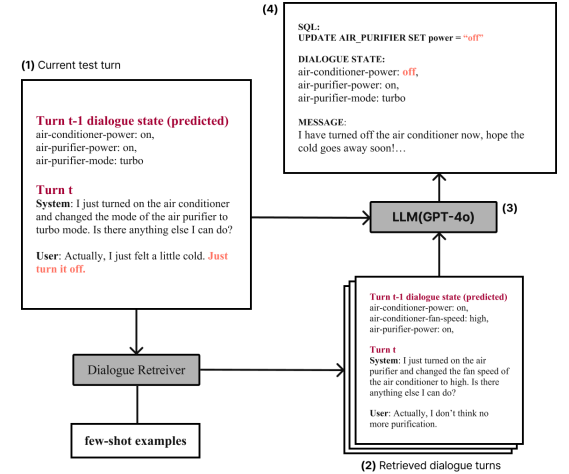 (1) Current test turn
Turn t-1 dialogue state (predicted)
air-conditioner-power: on,
air-purifier-power: on;
air-purifier-mode: turbo
Turn t
System: I just turned on the air conditioner
and changed the mode of the air purifier to
turbo mode. Is there anything else I can do?
User: Actually, I just felt a little cold. Just
turn it off.
Dialogue Retreiver
few-shot examples
(2) Retrieved dialogue turns
Turn t-1 dialogue state (predicted)
air-conditioner-power: on,
air-conditioner-fan-speed: high,
air-purifier-power: on,
Turn t
System: I just turned on the air
purifier and changed the fan speed of
the air conditioner to high. Is there
anything else I can do?
User: Actually, I don't think no
more purification.
LLM(GPT-4o)
(3)
(4)
SQL:
UPDATE AIR_PURIFIER SET power = “off”
DIALOGUE STATE:
air-conditioner-power: off,
air-purifier-power: on,
air-purifier-mode: turbo
MESSAGE:
I have turned off the air conditioner now, hope the
cold goes away soon!…